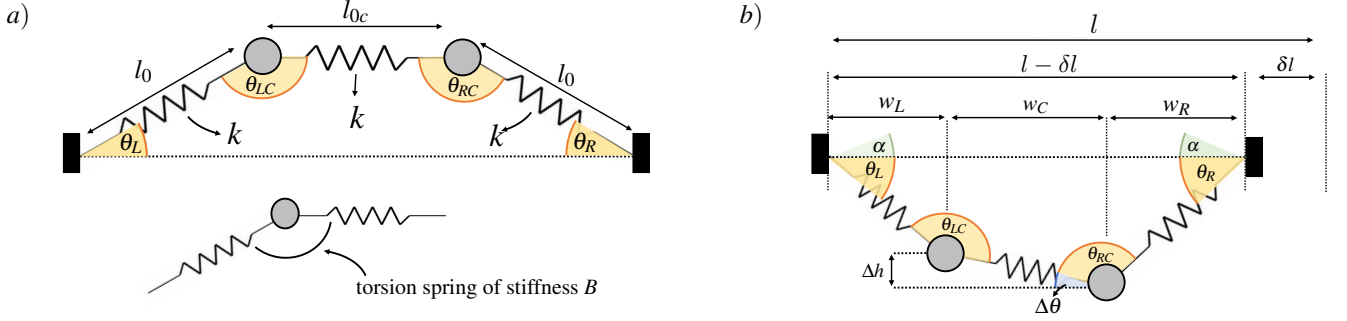 a)
l₀c
l₀
l₀
θLC
θRC
k
k
k
θL
θR
torsion spring of stiffness B
b)
l
l − δl
δl
wL
wC
wR
α
α
θL
θR
θLC
θRC
Δh
Δθ